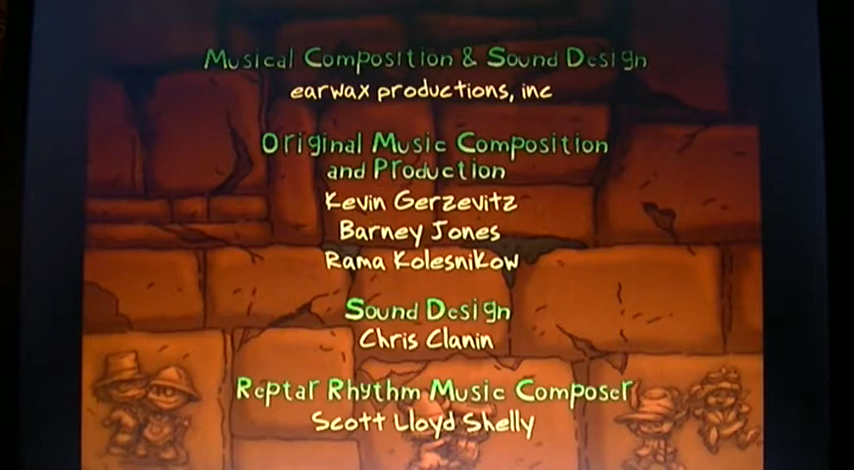 Musical Composition & Sound Design
earwax productions, inc
Original Music Composition
and Production
Kevin Gerzevitz
Barney Jones
Rama Kolesnikow
Sound Design
Chris Clanin
Reptar Rhythm Music Composer
Scott Lloyd Shelly